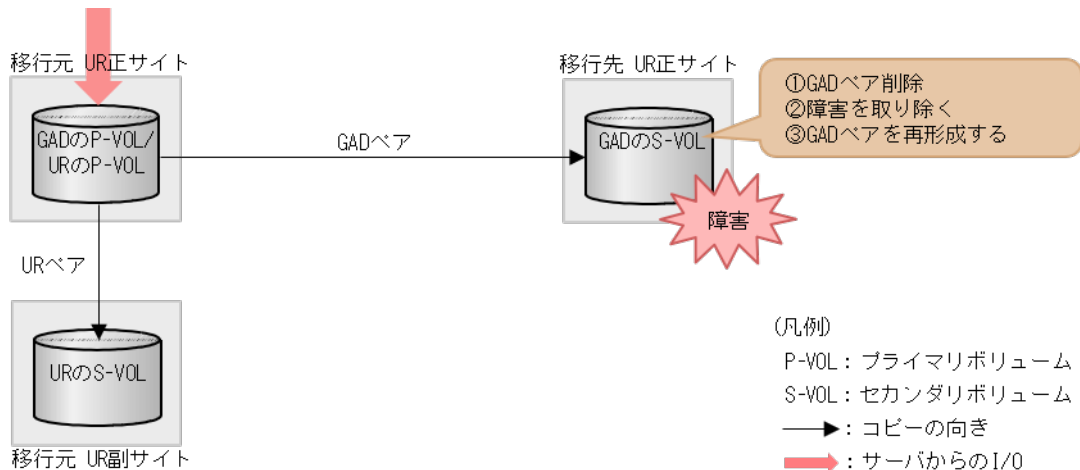 移行元 UR正サイト
移行先 UR正サイト
①GADペア削除
②障害を取り除く
③GADペアを再形成する
GADのP-VOL/
URのP-VOL
GADペア
GADのS-VOL
障害
URペア
URのS-VOL
移行元 UR副サイト
(凡例)
P-VOL：プライマリボリューム
S-VOL：セカンダリボリューム
：コピーの向き
：サーバからのI/O